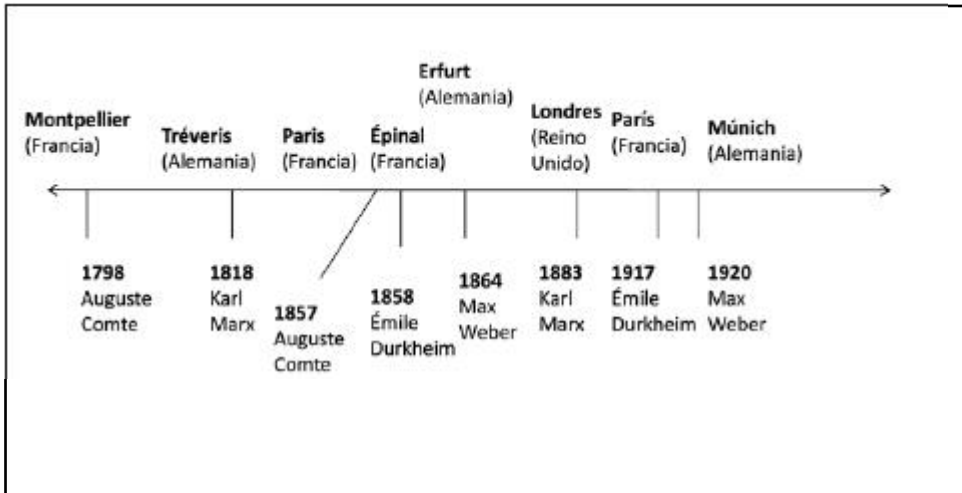 Montpellier
(Francia)
Tréveris
(Alemania)
Paris
(Francia)
Épinal
(Francia)
Erfurt
(Alemania)
Londres
(Reino
Unido)
París
(Francia)
Múnich
(Alemania)
1798
Auguste
Comte
1818
Karl
Marx
1857
Auguste
Comte
1858
Émile
Durkheim
1864
Max
Weber
1883
Karl
Marx
1917
Émile
Durkheim
1920
Max
Weber